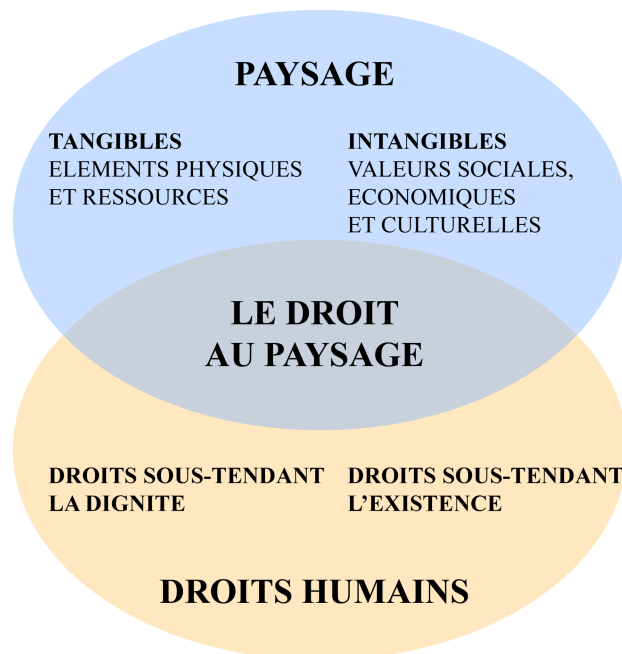 PAYSAGE
TANGIBLES
ELEMENTS PHYSIQUES
ET RESSOURCES
INTANGIBLES
VALEURS SOCIALES,
ECONOMIQUES
ET CULTURELLES
LE DROIT
AU PAYSAGE
DROITS SOUS-TENDANT
LA DIGNITE
DROITS SOUS-TENDANT
L’EXISTENCE
DROITS HUMAINS